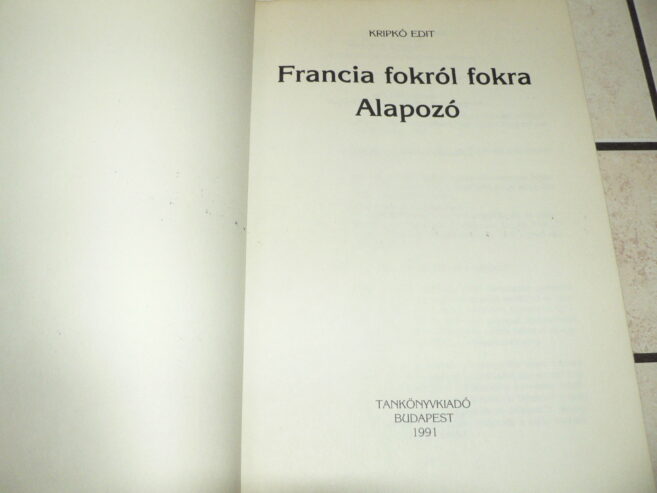 KRIPKÓ EDIT
Francia fokról fokra
Alapozó
TANKÖNYVKIADÓ
BUDAPEST
1991